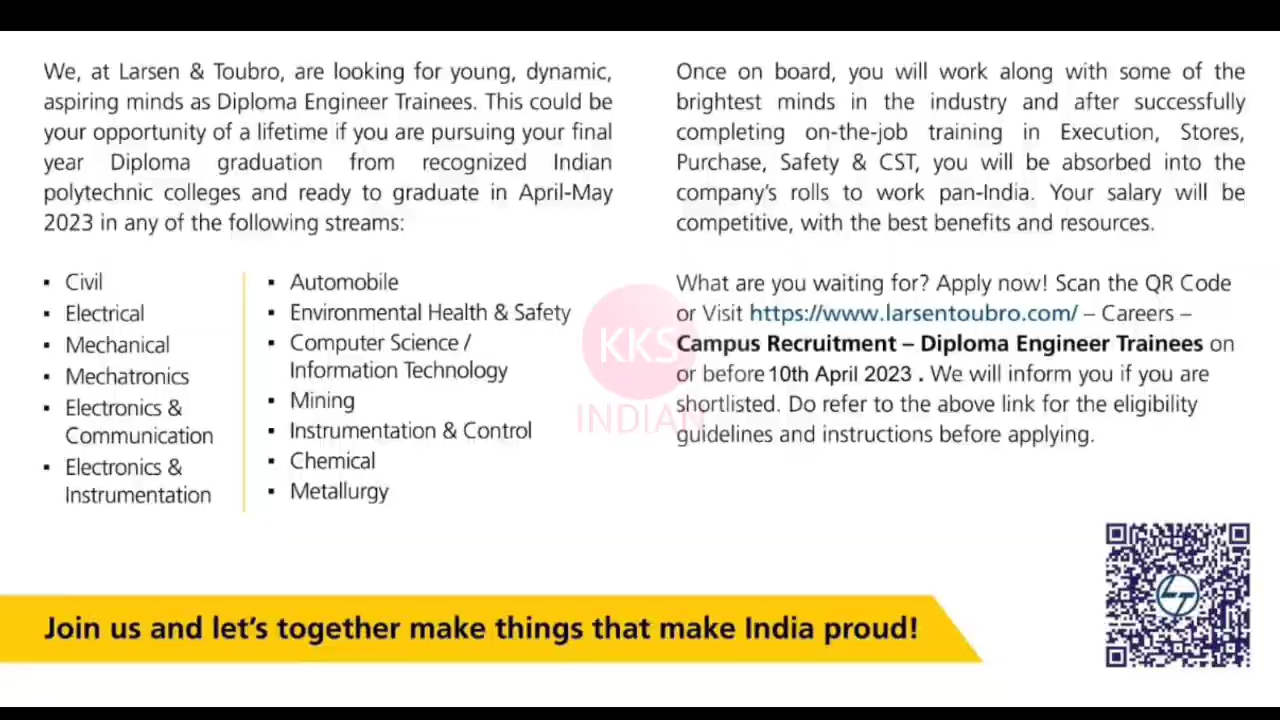 We, at Larsen & Toubro, are looking for young, dynamic,
aspiring minds as Diploma Engineer Trainees. This could be
your opportunity of a lifetime if you are pursuing your final
year Diploma graduation from recognized Indian
polytechnic colleges and ready to graduate in April-May
2023 in any of the following streams:
▪ Civil
▪ Electrical
▪ Mechanical
▪ Mechatronics
▪ Electronics &
Communication
▪ Electronics &
Instrumentation
▪ Automobile
▪ Environmental Health & Safety
▪ Computer Science /
Information Technology
▪ Mining
▪ Instrumentation & Control
▪ Chemical
▪ Metallurgy
Once on board, you will work along with some of the
brightest minds in the industry and after successfully
completing on-the-job training in Execution, Stores,
Purchase, Safety & CST, you will be absorbed into the
company's rolls to work pan-India. Your salary will be
competitive, with the best benefits and resources.
What are you waiting for? Apply now! Scan the QR Code
or Visit https://www.larsentoubro.com/ – Careers –
Campus Recruitment – Diploma Engineer Trainees on
or before 10th April 2023 . We will inform you if you are
shortlisted. Do refer to the above link for the eligibility
guidelines and instructions before applying.
KKS
INDIAN
Join us and let's together make things that make India proud!
LT